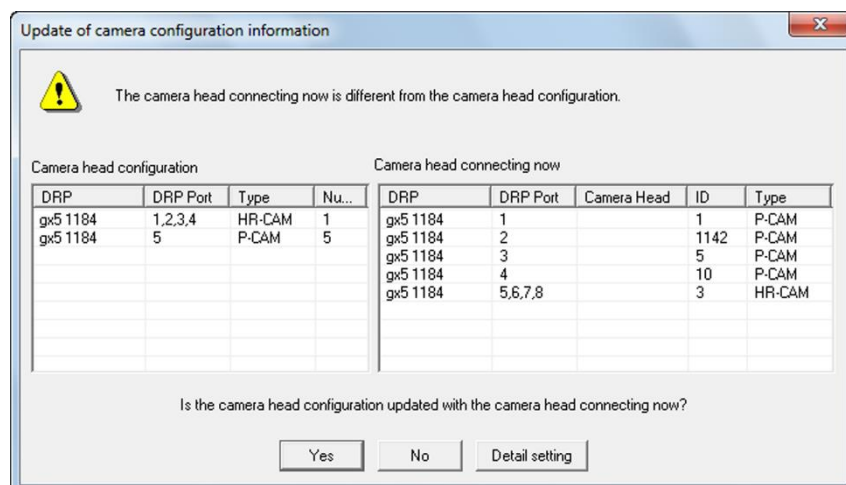 Update of camera configuration information
The camera head connecting now is different from the camera head configuration.
Camera head configuration
DRP DRP Port Type Nu...
gx5 1184 1,2,3,4 HR-CAM 1
gx5 1184 5 P-CAM 5
Camera head connecting now
DRP DRP Port Camera Head ID Type
gx5 1184 1 1 P-CAM
gx5 1184 2 1142 P-CAM
gx5 1184 3 5 P-CAM
gx5 1184 4 10 P-CAM
gx5 1184 5,6,7,8 3 HR-CAM
Is the camera head configuration updated with the camera head connecting now?
Yes No Detail setting